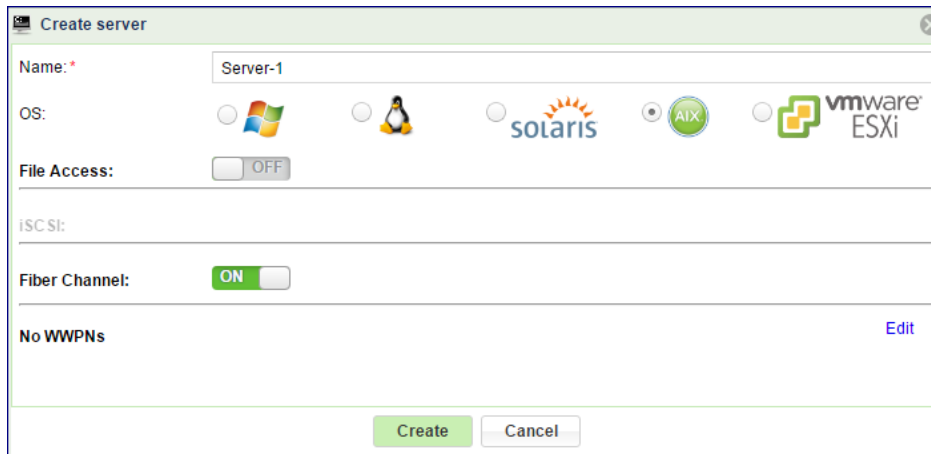 Create server
Name:* Server-1
OS: solaris AIX vmware® ESXi
File Access: OFF
iSCSI:
Fiber Channel: ON
No WWPNs Edit
Create Cancel